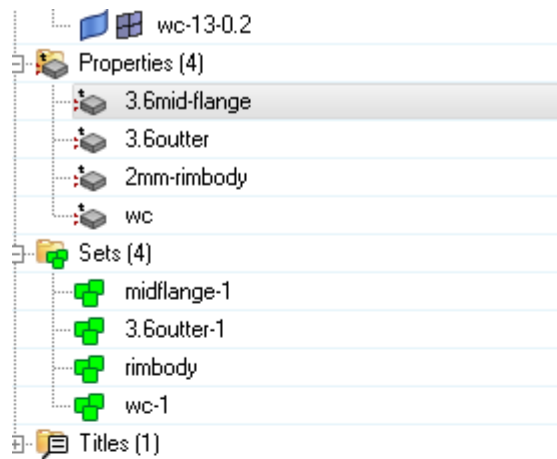 wc-13-0.2
Properties (4)
3.6mid-flange
3.6outter
2mm-rimbody
wc
Sets (4)
midflange-1
3.6outter-1
rimbody
wc-1
Titles (1)